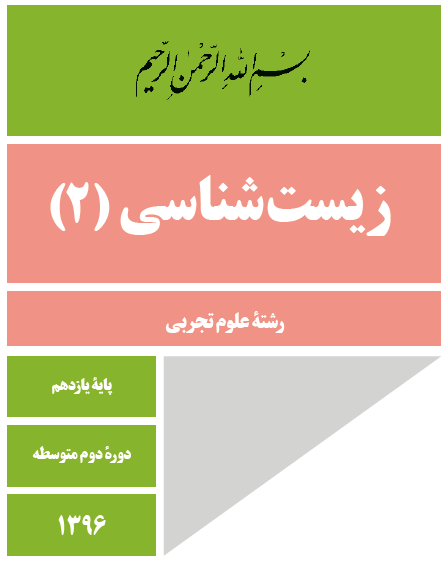 بسم الله الرحمن الرحیم
زیست‌شناسی (۲)
رشتهٔ علوم تجربی
پایهٔ یازدهم
دورهٔ دوم متوسطه
۱۳۹۶